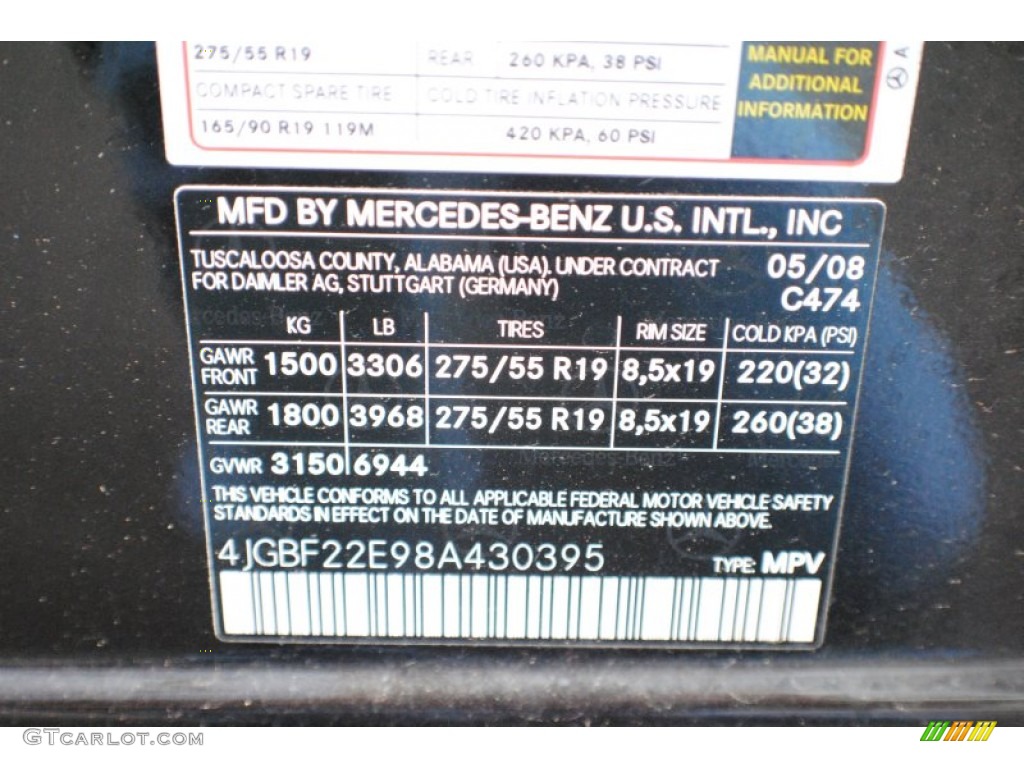 275/55 R19 REAR 260 KPA, 38 PSI
COMPACT SPARE TIRE COLD TIRE INFLATION PRESSURE
165/90 R19 119M 420 KPA, 60 PSI
MANUAL FOR
ADDITIONAL
INFORMATION
A
MFD BY MERCEDES-BENZ U.S. INTL., INC
TUSCALOOSA COUNTY, ALABAMA (USA). UNDER CONTRACT
FOR DAIMLER AG, STUTTGART (GERMANY)
05/08
C474
KG LB TIRES RIM SIZE COLD KPA (PSI)
GAWR FRONT 1500 3306 275/55 R19 8,5x19 220(32)
GAWR REAR 1800 3968 275/55 R19 8,5x19 260(38)
GVWR 3150 6944
THIS VEHICLE CONFORMS TO ALL APPLICABLE FEDERAL MOTOR VEHICLE SAFETY
STANDARDS IN EFFECT ON THE DATE OF MANUFACTURE SHOWN ABOVE.
4JGBF22E98A430395 TYPE: MPV
GTCarLot.com